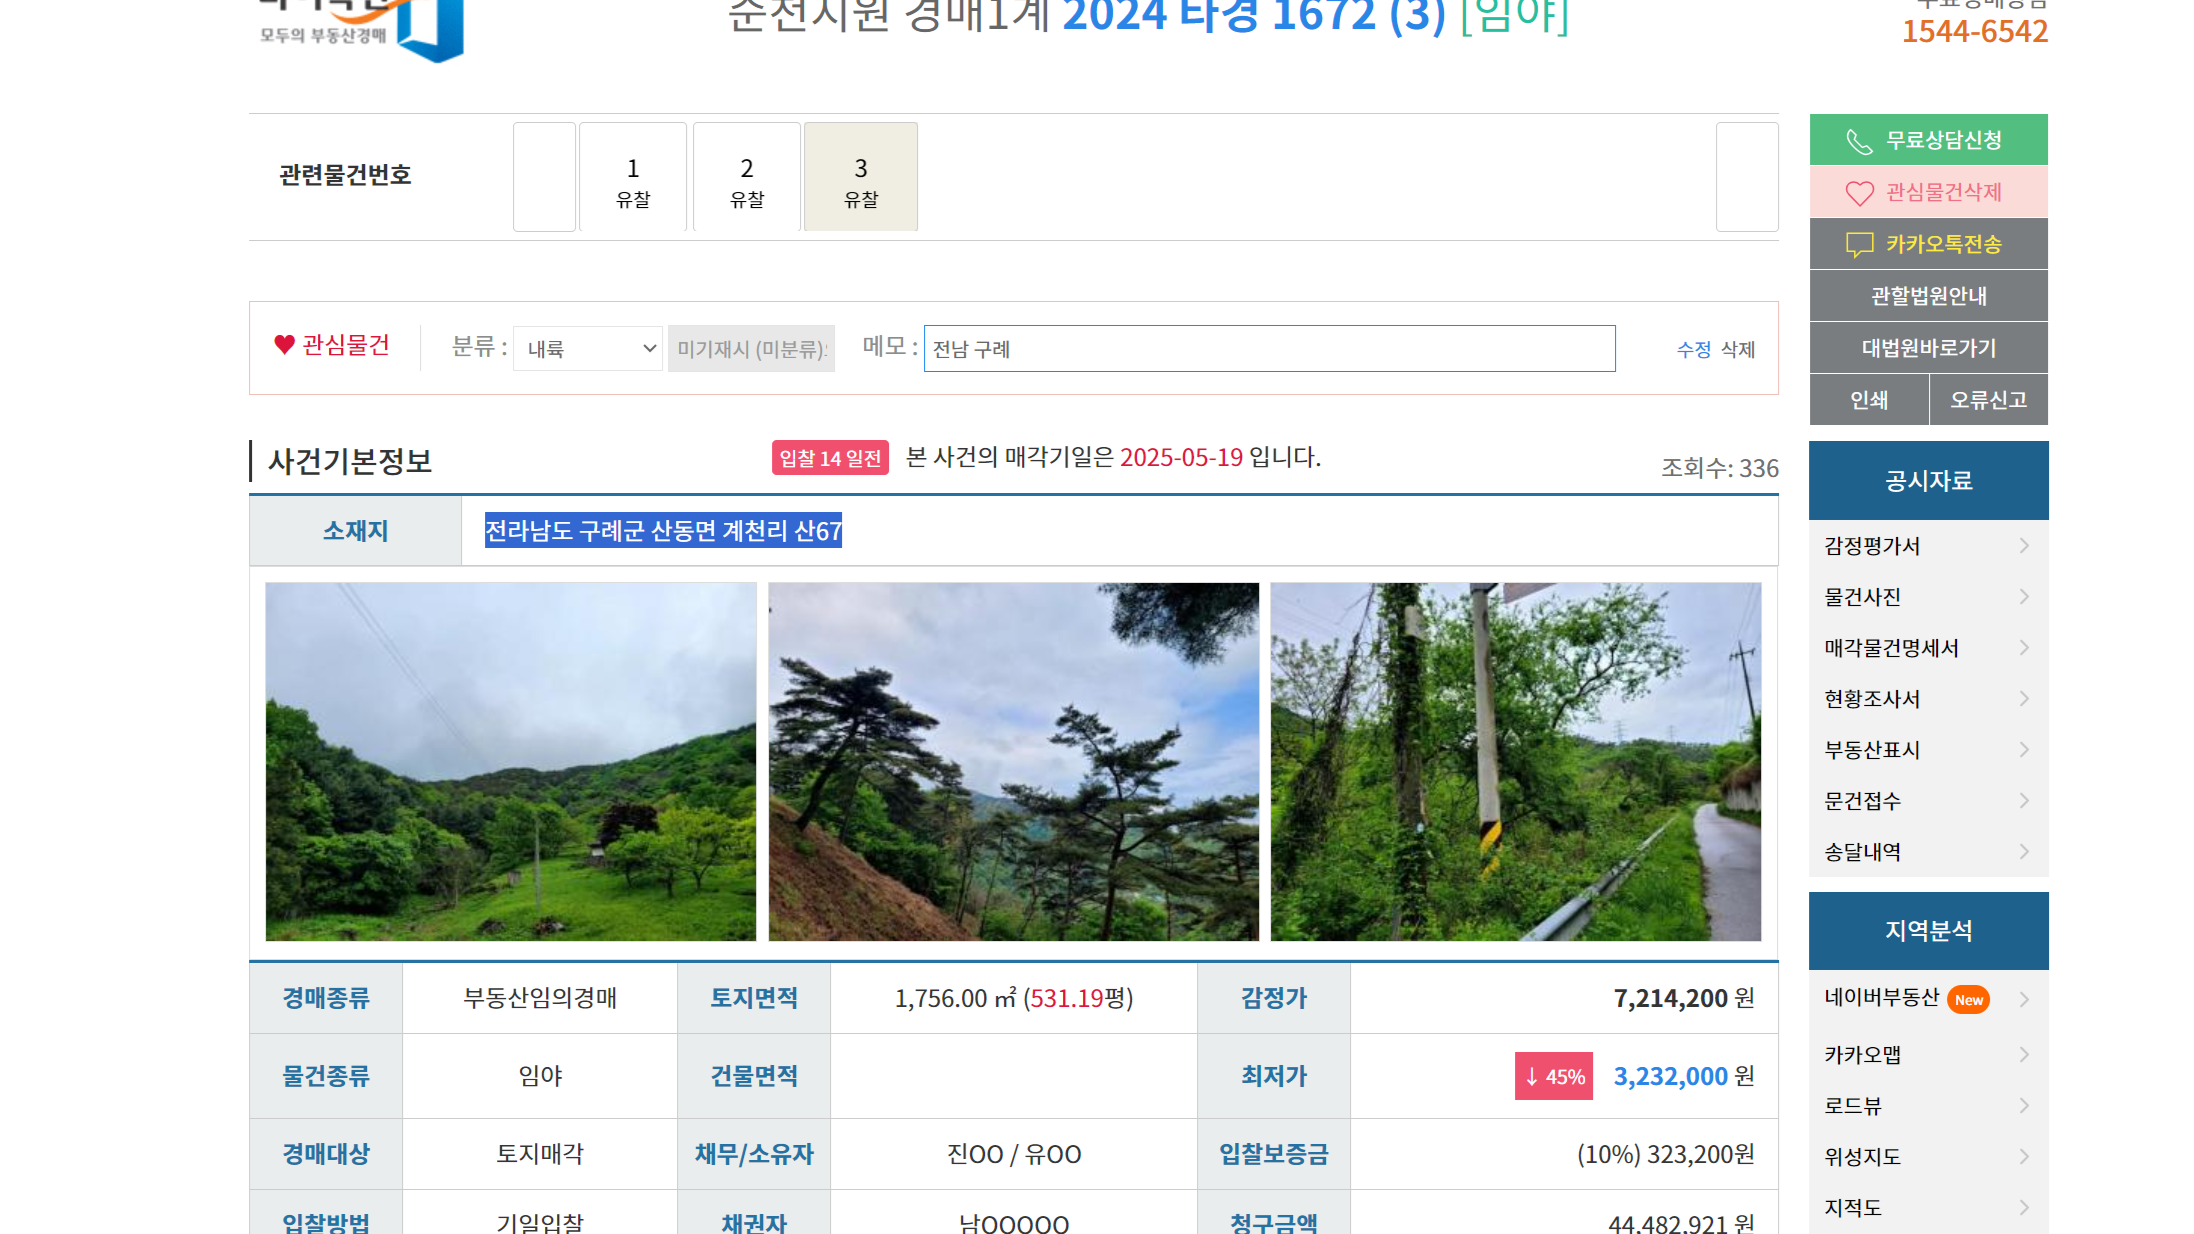 모두의 부동산경매
순천지원 경매1계 2024 타경 1672 (3) [임야]
1544-6542
관련물건번호
1
유찰
2
유찰
3
유찰
무료상담신청
관심물건삭제
카카오톡전송
관할법원안내
대법원바로가기
인쇄
오류신고
♥ 관심물건
분류 :
내륙
미기재시 (미분류)
메모 :
전남 구례
수정 삭제
사건기본정보
입찰 14 일전 본 사건의 매각기일은 2025-05-19 입니다.
조회수: 336
소재지
전라남도 구례군 산동면 계천리 산67
공시자료
감정평가서
물건사진
매각물건명세서
현황조사서
부동산표시
문건접수
송달내역
지역분석
네이버부동산 New
카카오맵
로드뷰
위성지도
지적도
경매종류 부동산임의경매 토지면적 1,756.00 ㎡ (531.19평) 감정가 7,214,200 원
물건종류 임야 건물면적 최저가 ↓ 45% 3,232,000 원
경매대상 토지매각 채무/소유자 진OO / 유OO 입찰보증금 (10%) 323,200원
입찰방법 기일입찰 채권자 남OOOOO 청구금액 44,482,921 원